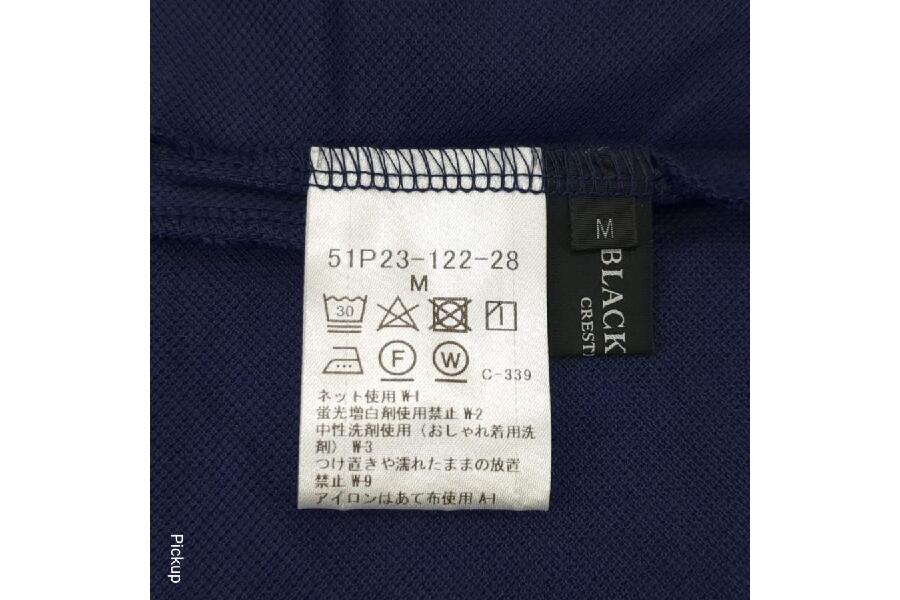 51P23-122-28
M
30
F
W
C-339
ネット使用 W-1
蛍光増白剤使用禁止 W-2
中性洗剤使用（おしゃれ着用洗
剤） W-3
つけ置きや濡れたままの放置
禁止 W-9
アイロンはあて布使用 A-1
M
BLACK
CREST
Pickup